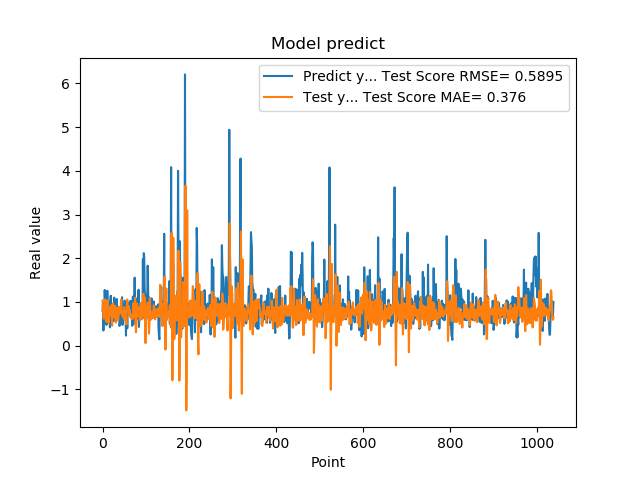 Model predict
Predict y... Test Score RMSE= 0.5895
Test y... Test Score MAE= 0.376
6
5
4
3
2
1
0
−1
Real value
0 200 400 600 800 1000
Point